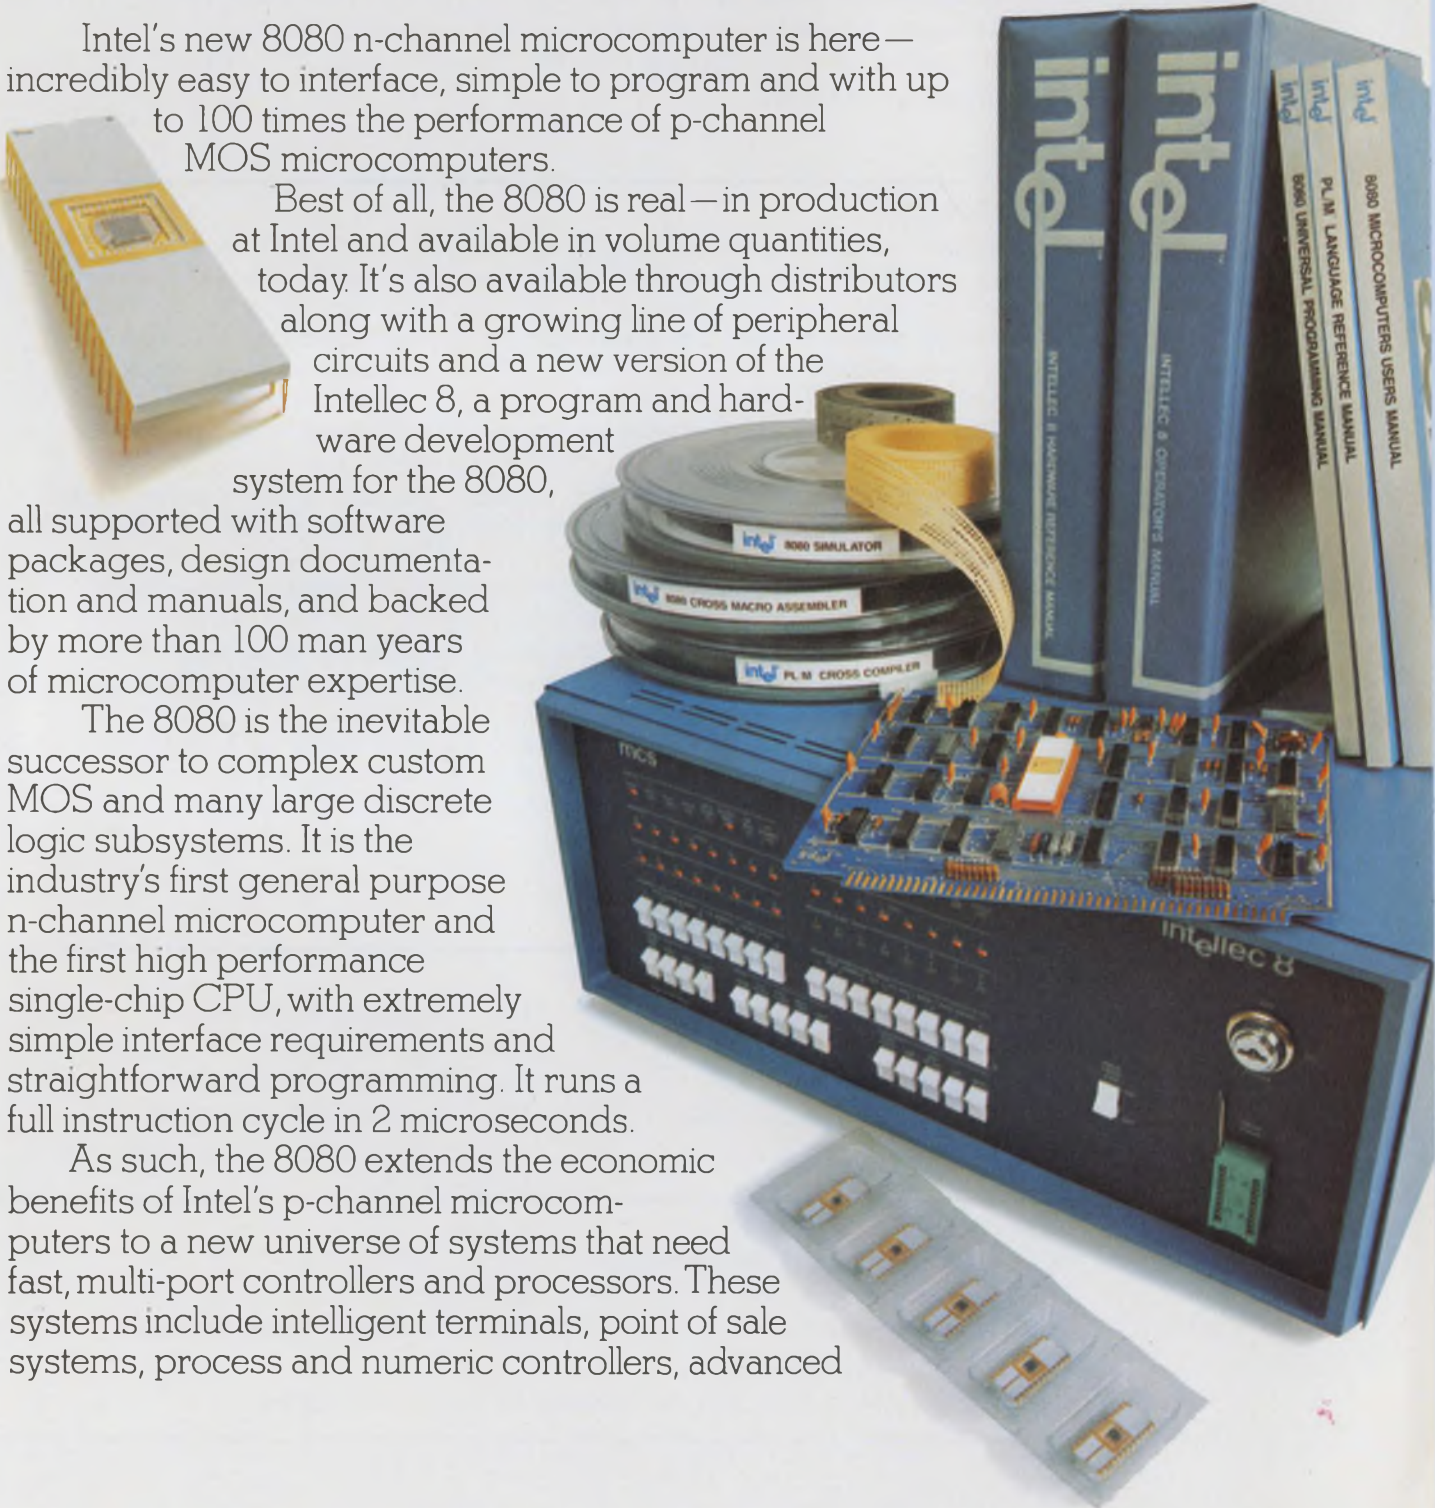 Intel's new 8080 n-channel microcomputer is here—
incredibly easy to interface, simple to program and with up
to 100 times the performance of p-channel
MOS microcomputers.
Best of all, the 8080 is real—in production
at Intel and available in volume quantities,
today. It's also available through distributors
along with a growing line of peripheral
circuits and a new version of the
Intellec 8, a program and hard-
ware development
system for the 8080,
all supported with software
packages, design documenta-
tion and manuals, and backed
by more than 100 man years
of microcomputer expertise.
The 8080 is the inevitable
successor to complex custom
MOS and many large discrete
logic subsystems. It is the
industry's first general purpose
n-channel microcomputer and
the first high performance
single-chip CPU, with extremely
simple interface requirements and
straightforward programming. It runs a
full instruction cycle in 2 microseconds.
As such, the 8080 extends the economic
benefits of Intel's p-channel microcom-
puters to a new universe of systems that need
fast, multi-port controllers and processors. These
systems include intelligent terminals, point of sale
systems, process and numeric controllers, advanced
intel
INTELLEC 8 HARDWARE REFERENCE MANUAL
intel
INTELLEC 8 OPERATOR'S MANUAL
intel 8080 UNIVERSAL PROGRAMMING MANUAL
intel PL/M LANGUAGE REFERENCE MANUAL
intel 8080 MICROCOMPUTERS USERS MANUAL
intel 8080 SIMULATOR
intel 8080 CROSS MACRO ASSEMBLER
intel PL/M CROSS COMPILER
mcs
intellec 8